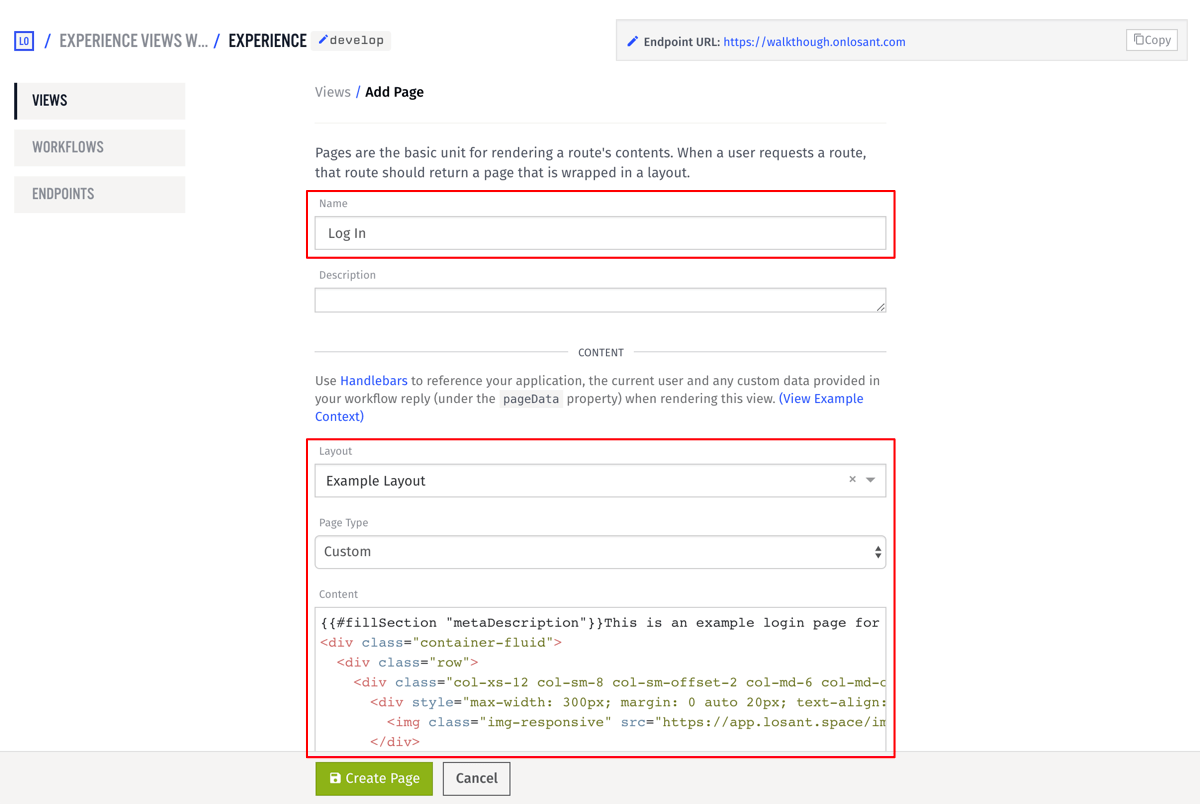 LO / EXPERIENCE VIEWS W... / EXPERIENCE develop
Endpoint URL: https://walkthough.onlosant.com
Copy
VIEWS
WORKFLOWS
ENDPOINTS
Views / Add Page
Pages are the basic unit for rendering a route's contents. When a user requests a route,
that route should return a page that is wrapped in a layout.
Name
Log In
Description
CONTENT
Use Handlebars to reference your application, the current user and any custom data provided in
your workflow reply (under the pageData property) when rendering this view. (View Example
Context)
Layout
Example Layout
×
Page Type
Custom
Content
{{#fillSection "metaDescription"}}This is an example login page for
<div class="container-fluid">
<div class="row">
<div class="col-xs-12 col-sm-8 col-sm-offset-2 col-md-6 col-md-o
<div style="max-width: 300px; margin: 0 auto 20px; text-align:
<img class="img-responsive" src="https://app.losant.space/im
</div>
Create Page
Cancel